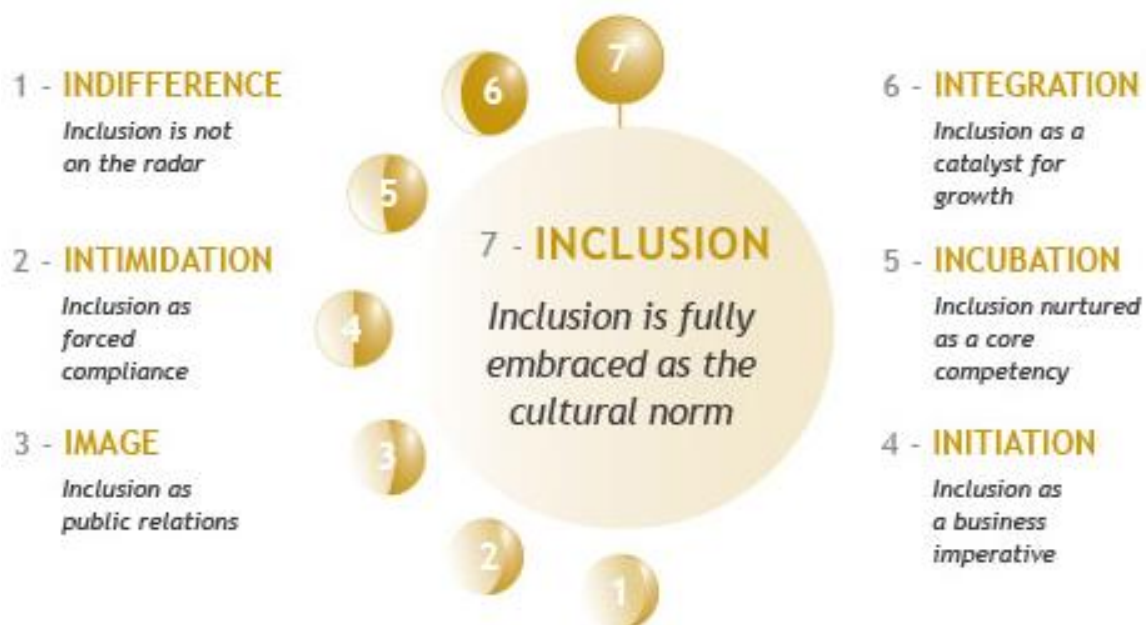 1 - INDIFFERENCE
Inclusion is not
on the radar
2 - INTIMIDATION
Inclusion as
forced
compliance
3 - IMAGE
Inclusion as
public relations
7
6
5
4
3
2
1
7 - INCLUSION
Inclusion is fully
embraced as the
cultural norm
6 - INTEGRATION
Inclusion as a
catalyst for
growth
5 - INCUBATION
Inclusion nurtured
as a core
competency
4 - INITIATION
Inclusion as
a business
imperative